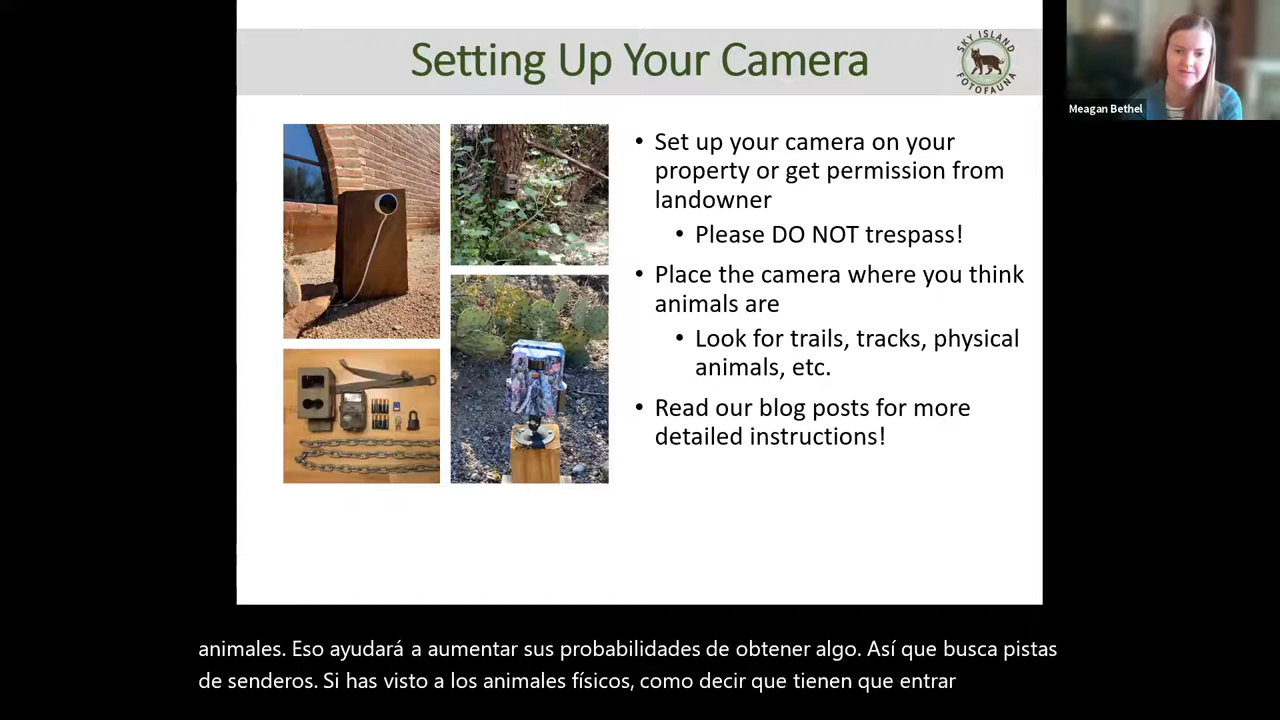 Setting Up Your Camera
SKY ISLAND
FOTOFAUNA
Meagan Bethel
• Set up your camera on your
property or get permission from
landowner
• Please DO NOT trespass!
• Place the camera where you think
animals are
• Look for trails, tracks, physical
animals, etc.
• Read our blog posts for more
detailed instructions!
animales. Eso ayudará a aumentar sus probabilidades de obtener algo. Así que busca pistas
de senderos. Si has visto a los animales físicos, como decir que tienen que entrar